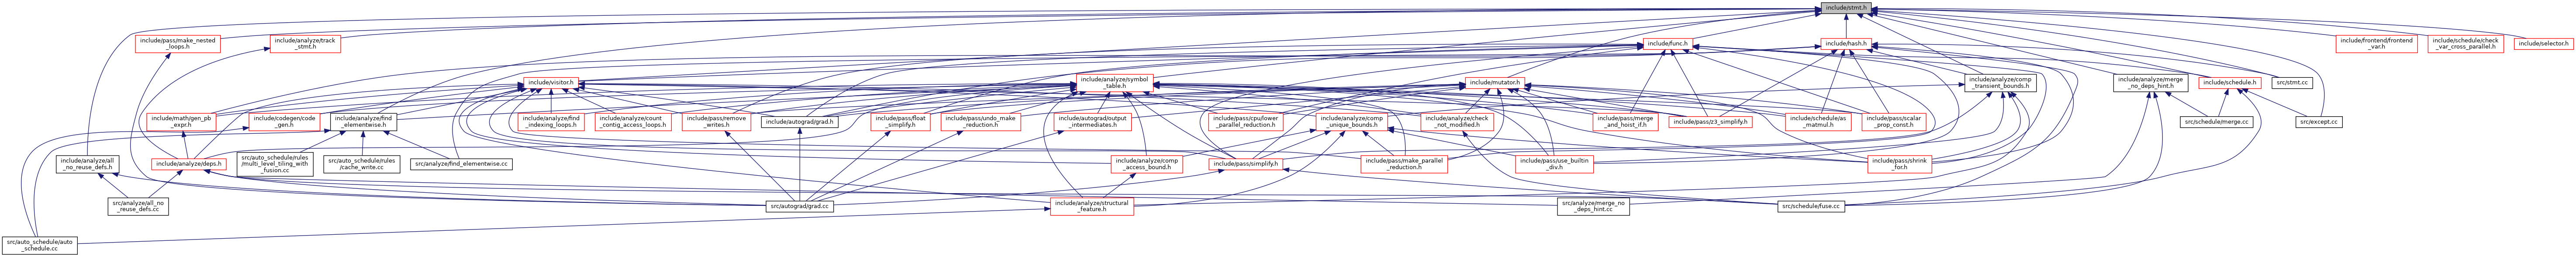 include/stmt.h
include/pass/make_nested
_loops.h
include/analyze/track
_stmt.h
include/func.h
include/hash.h
include/frontend/frontend
_var.h
include/schedule/check
_var_cross_parallel.h
include/selector.h
include/visitor.h
include/analyze/symbol
_table.h
include/mutator.h
include/analyze/comp
_transient_bounds.h
include/analyze/merge
_no_deps_hint.h
include/schedule.h
src/stmt.cc
include/math/gen_pb
_expr.h
include/codegen/code
_gen.h
include/analyze/find
_elementwise.h
include/analyze/find
_indexing_loops.h
include/analyze/count
_contig_access_loops.h
include/pass/remove
_writes.h
include/autograd/grad.h
include/pass/float
_simplify.h
include/pass/undo_make
_reduction.h
include/autograd/output
_intermediates.h
include/pass/cpu/lower
_parallel_reduction.h
include/analyze/comp
_unique_bounds.h
include/analyze/check
_not_modified.h
include/pass/merge
_and_hoist_if.h
include/pass/z3_simplify.h
include/schedule/as
_matmul.h
include/pass/scalar
_prop_const.h
src/schedule/merge.cc
src/except.cc
include/analyze/all
_no_reuse_defs.h
include/analyze/deps.h
src/auto_schedule/rules
/multi_level_tiling_with
_fusion.cc
src/auto_schedule/rules
/cache_write.cc
src/analyze/find_elementwise.cc
include/analyze/comp
_access_bound.h
include/pass/simplify.h
include/pass/make_parallel
_reduction.h
include/pass/use_builtin
_div.h
include/pass/shrink
_for.h
src/analyze/all_no
_reuse_defs.cc
src/autograd/grad.cc
include/analyze/structural
_feature.h
src/analyze/merge_no
_deps_hint.cc
src/schedule/fuse.cc
src/auto_schedule/auto
_schedule.cc